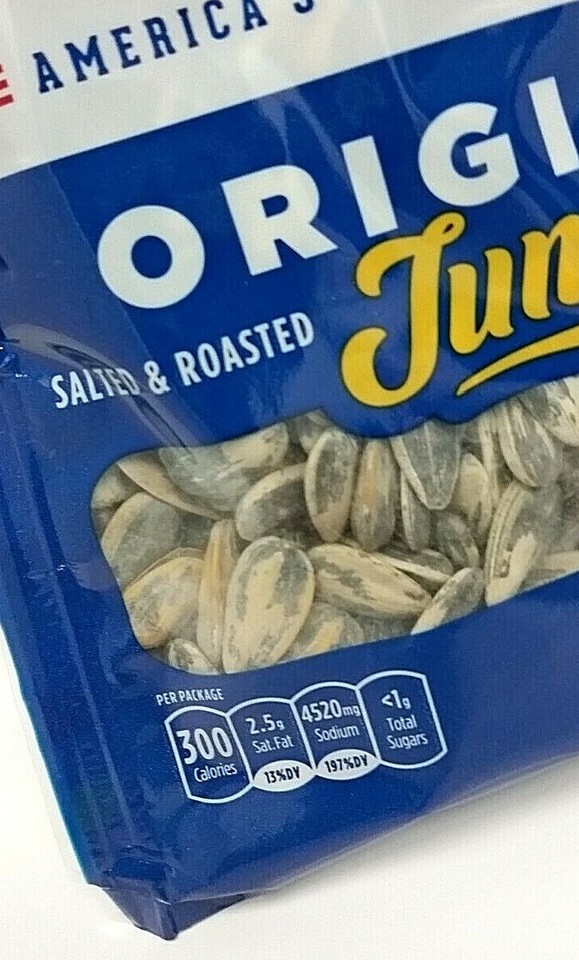 AMERICA'S
ORIGI
Jum
SALTED & ROASTED
PER PACKAGE
300 Calories
2.5g Sat.Fat 13%DV
4520mg Sodium 197%DV
<1g Total Sugars